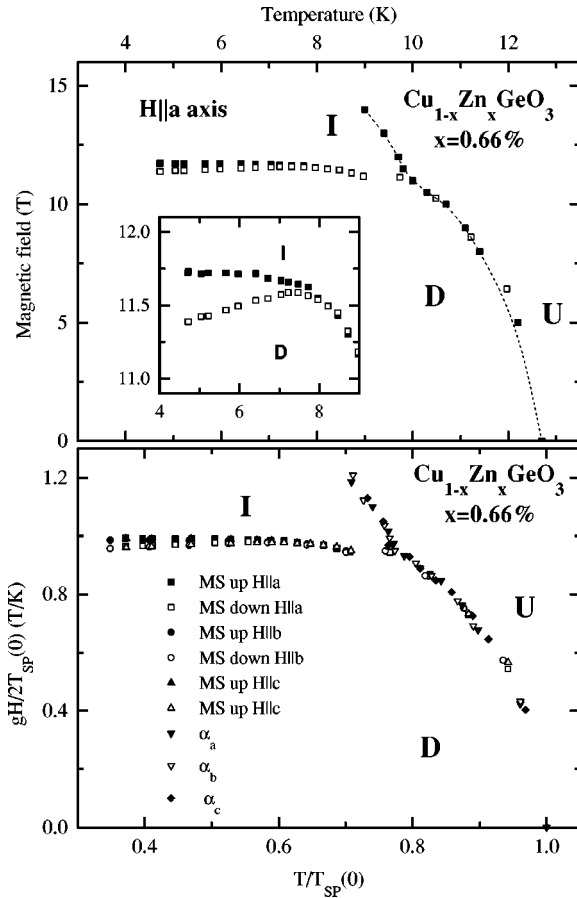 Temperature (K)
4 6 8 10 12
Magnetic field (T)
15
10
5
0
H||a axis
I
Cu1-xZnxGeO3
x=0.66%
D
U
12.0
11.5
11.0
I
D
4 6 8
gH/2TSP(0) (T/K)
1.2
0.8
0.4
0.0
I
Cu1-xZnxGeO3
x=0.66%
MS up H||a
MS down H||a
MS up H||b
MS down H||b
MS up H||c
MS up H||c
αa
αb
αc
U
D
0.4 0.6 0.8 1.0
T/TSP(0)